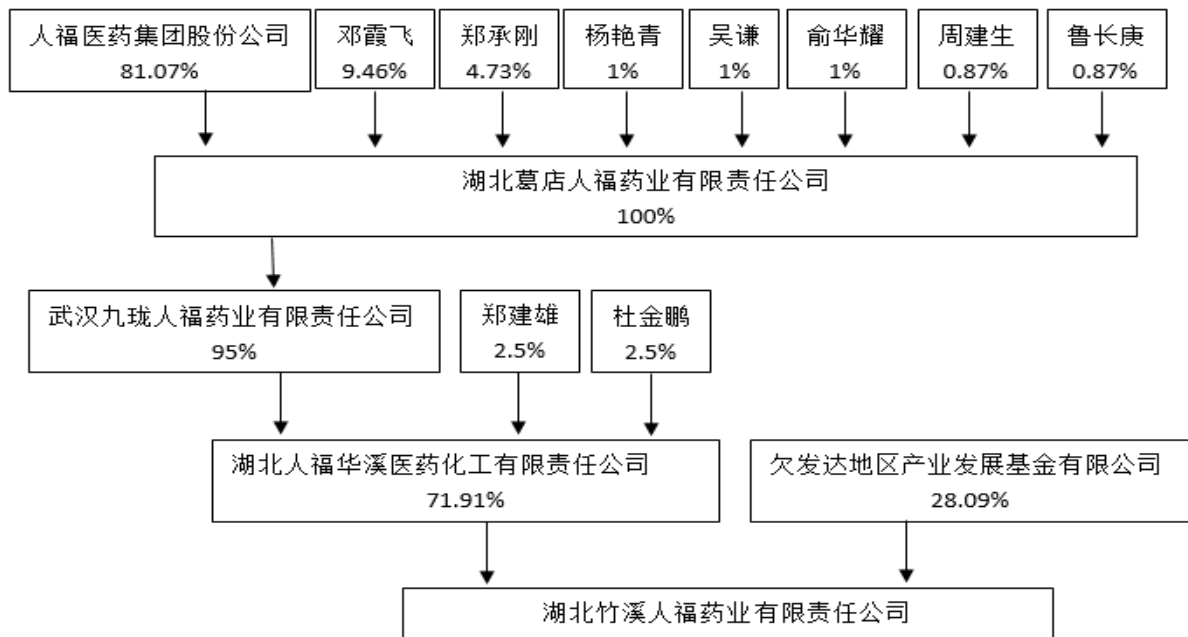 人福医药集团股份公司
81.07%
邓霞飞
9.46%
郑承刚
4.73%
杨艳青
1%
吴谦
1%
俞华耀
1%
周建生
0.87%
鲁长庚
0.87%
湖北葛店人福药业有限责任公司
100%
武汉九珑人福药业有限责任公司
95%
郑建雄
2.5%
杜金鹏
2.5%
湖北人福华溪医药化工有限责任公司
71.91%
欠发达地区产业发展基金有限公司
28.09%
湖北竹溪人福药业有限责任公司